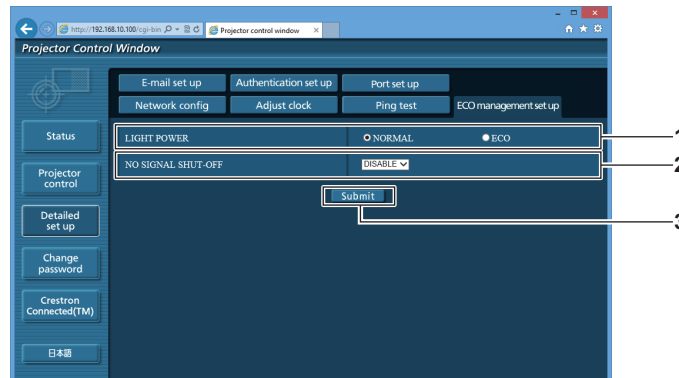 http://192.168.10.100/cgi-bin
Projector control window
Projector Control Window
E-mail set up
Authentication set up
Port set up
Network config
Adjust clock
Ping test
ECO management set up
Status
Projector control
Detailed set up
Change password
Crestron Connected(TM)
日本語
LIGHT POWER
NORMAL
ECO
1
NO SIGNAL SHUT-OFF
DISABLE
2
Submit
3